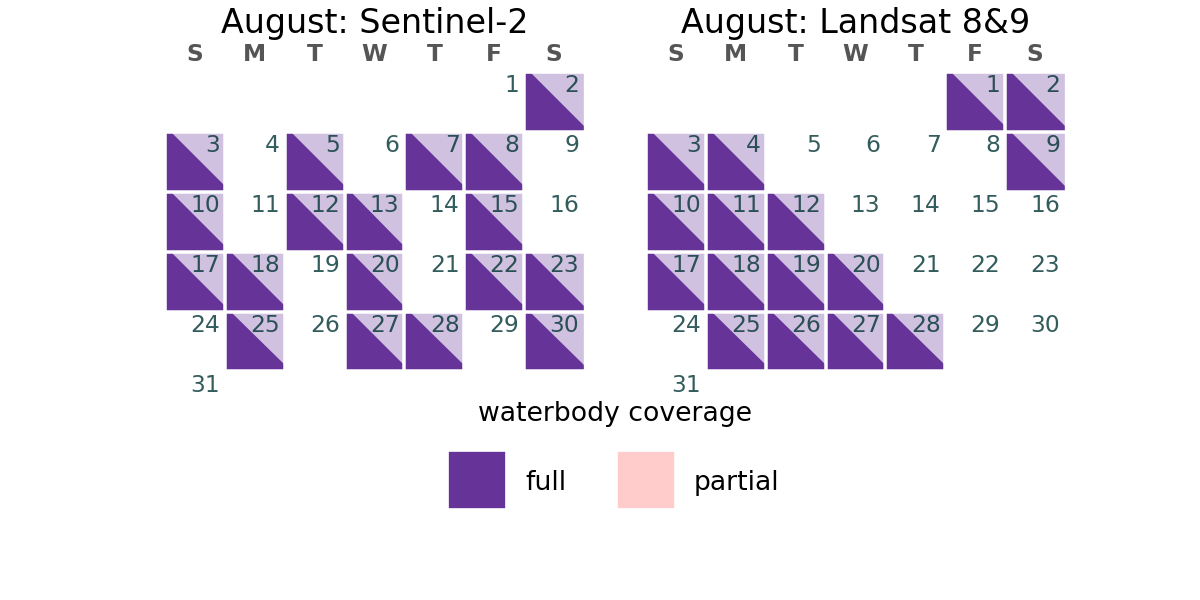 August: Sentinel-2
S M T W T F S
1 2
3 4 5 6 7 8 9
10 11 12 13 14 15 16
17 18 19 20 21 22 23
24 25 26 27 28 29 30
31
August: Landsat 8&9
S M T W T F S
1 2
3 4 5 6 7 8 9
10 11 12 13 14 15 16
17 18 19 20 21 22 23
24 25 26 27 28 29 30
31
waterbody coverage
full
partial